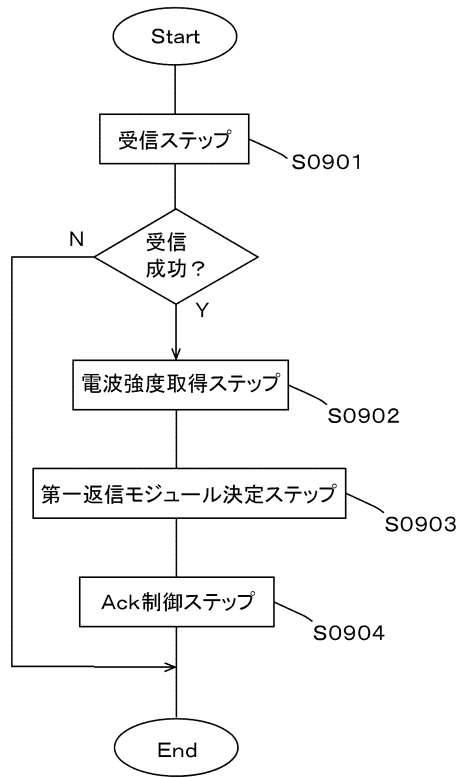 Start
受信ステップ
S0901
受信
成功？
N
Y
電波強度取得ステップ
S0902
第一返信モジュール決定ステップ
S0903
Ack制御ステップ
S0904
End